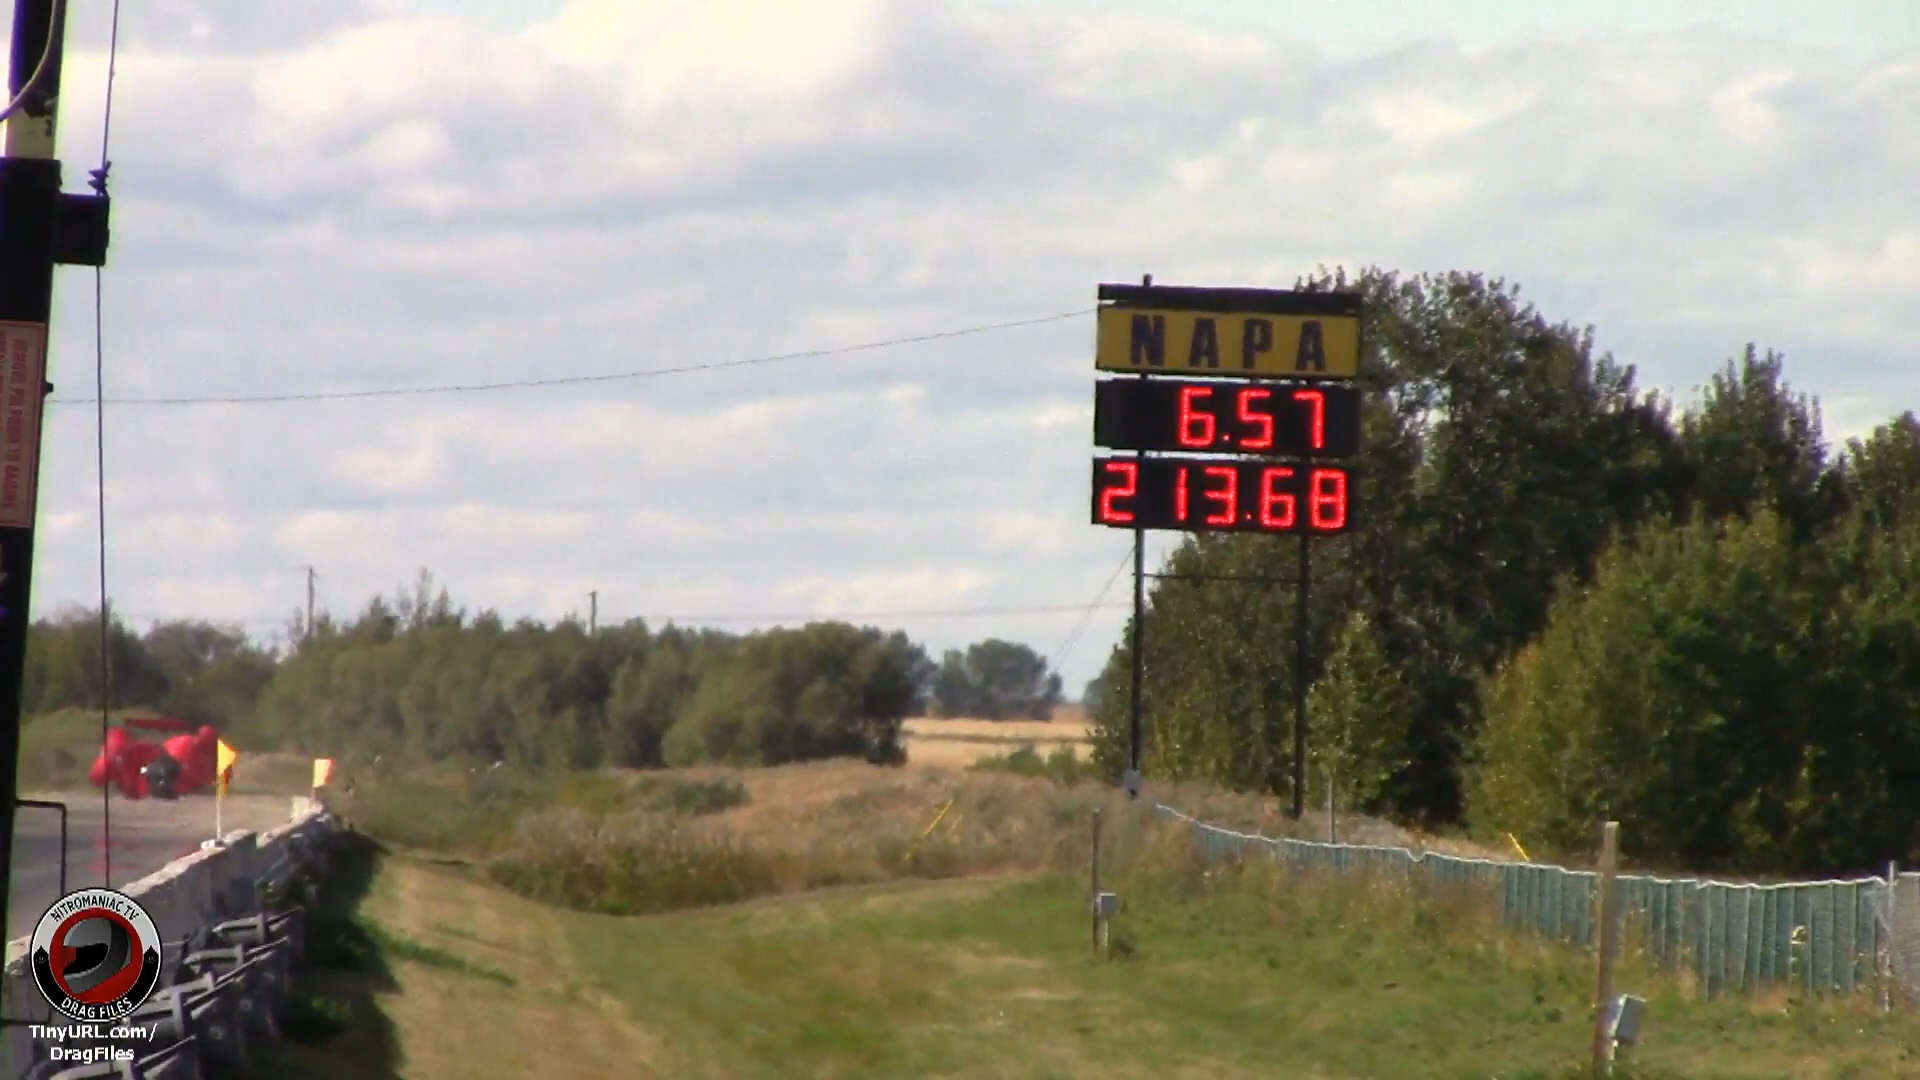 NAPA
6.57
213.68
NITROMANIAC TV
DRAG FILES
TinyURL.com/
DragFiles